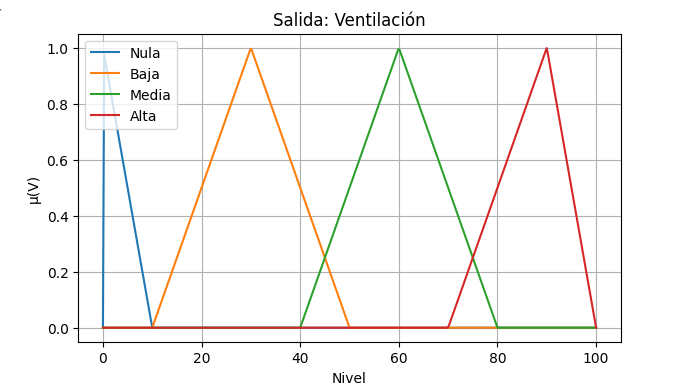 Salida: Ventilación
1.0
0.8
0.6
0.4
0.2
0.0
μ(V)
Nula
Baja
Media
Alta
0 20 40 60 80 100
Nivel